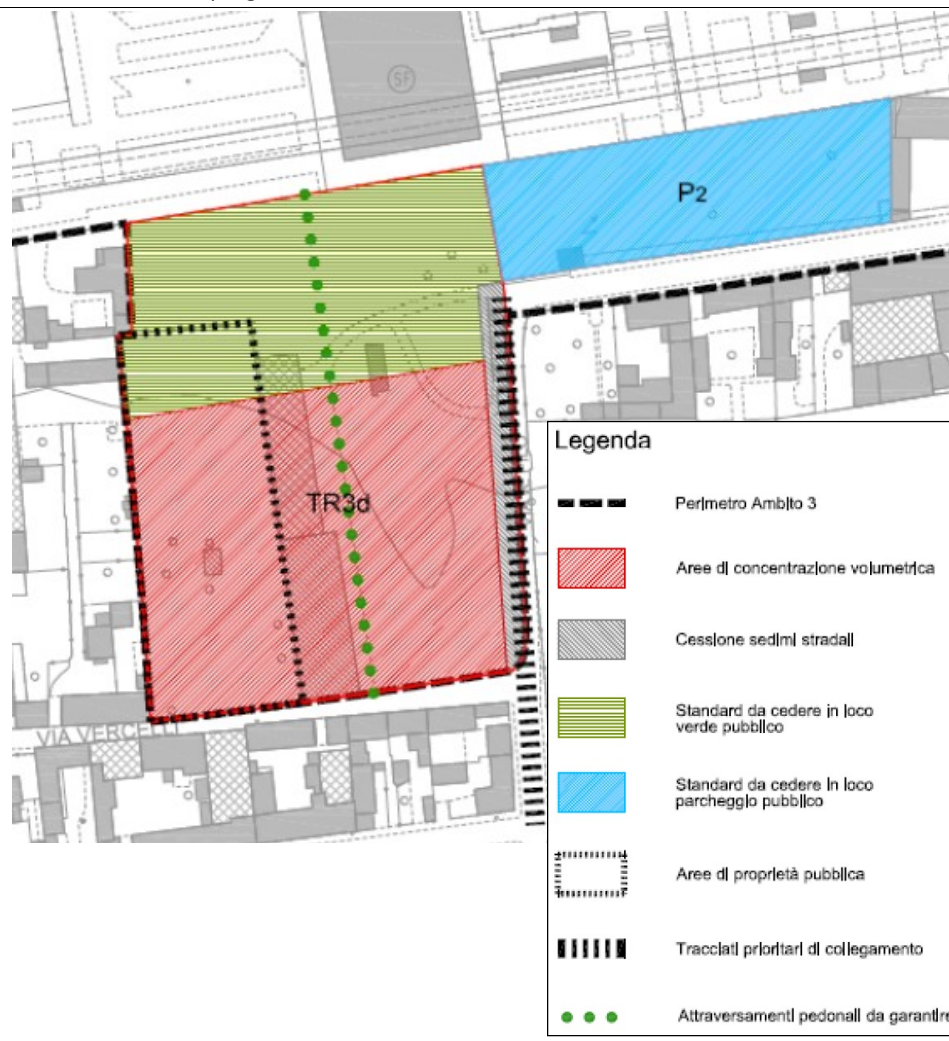 SF
P2
TR3d
VIA VERCELLI
Legenda
Perimetro Ambito 3
Aree di concentrazione volumetrica
Cessione sedimi stradali
Standard da cedere in loco
verde pubblico
Standard da cedere in loco
parcheggio pubblico
Aree di proprietà pubblica
Tracciati prioritari di collegamento
Attraversamenti pedonali da garantire